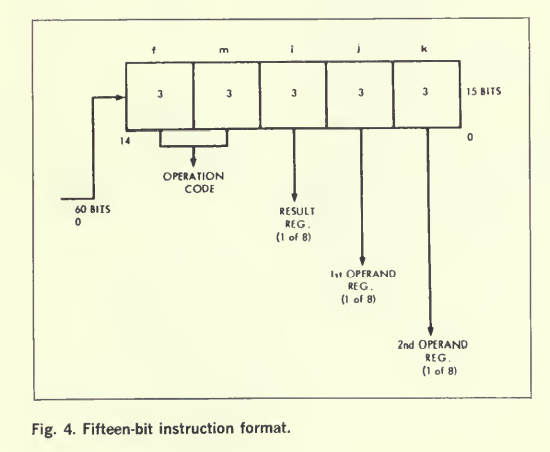 f m i j k
3 3 3 3 3 15 BITS
14 0
OPERATION
CODE
60 BITS
0
RESULT
REG.
(1 of 8)
1st OPERAND
REG.
(1 of 8)
2nd OPERAND
REG.
(1 of 8)
Fig. 4. Fifteen-bit instruction format.